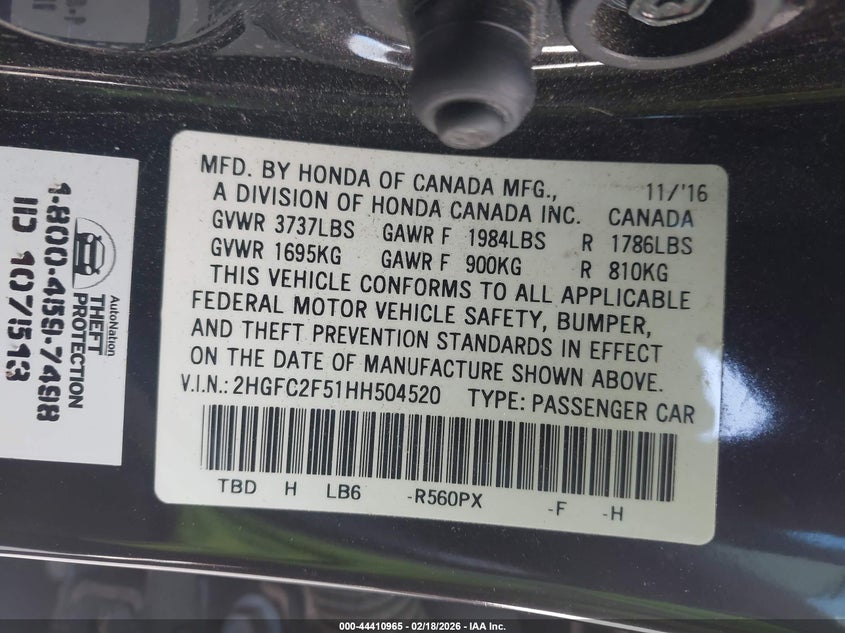 MFD. BY HONDA OF CANADA MFG., 11/'16
A DIVISION OF HONDA CANADA INC. CANADA
GVWR 3737LBS GAWR F 1984LBS R 1786LBS
GVWR 1695KG GAWR F 900KG R 810KG
THIS VEHICLE CONFORMS TO ALL APPLICABLE
FEDERAL MOTOR VEHICLE SAFETY, BUMPER,
AND THEFT PREVENTION STANDARDS IN EFFECT
ON THE DATE OF MANUFACTURE SHOWN ABOVE.
V.I.N.: 2HGFC2F51HH504520 TYPE: PASSENGER CAR
TBD H LB6 -R560PX -F -H
AutoNation
THEFT
PROTECTION
1-800-459-7498
IID 1071513
000-44410965 - 02/18/2026 - IAA Inc.